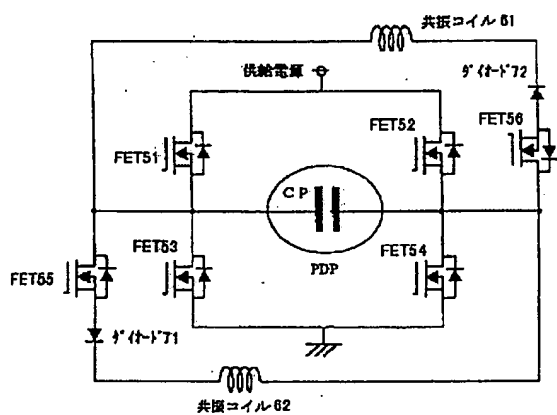 共振コイル61
供給電源
ダイオード72
FET51
FET52
FET56
CP
FET53
FET54
PDP
FET55
ダイオード71
共振コイル62